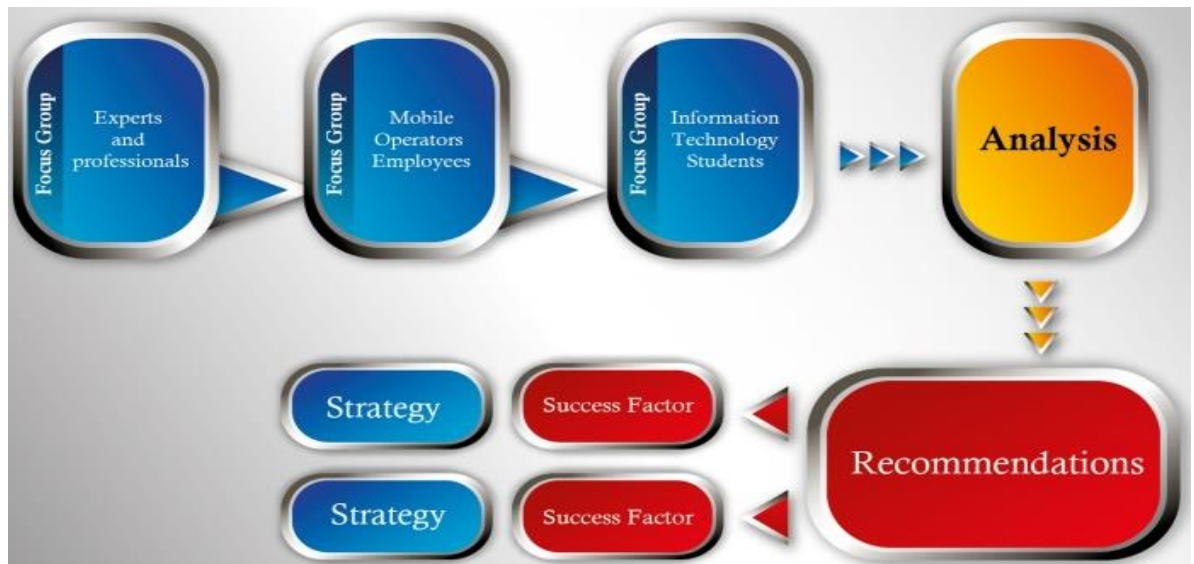 Focus Group
Experts
and
professionals
Focus Group
Mobile
Operators
Employees
Focus Group
Information
Technology
Students
Analysis
Recommendations
Success Factor
Strategy
Success Factor
Strategy